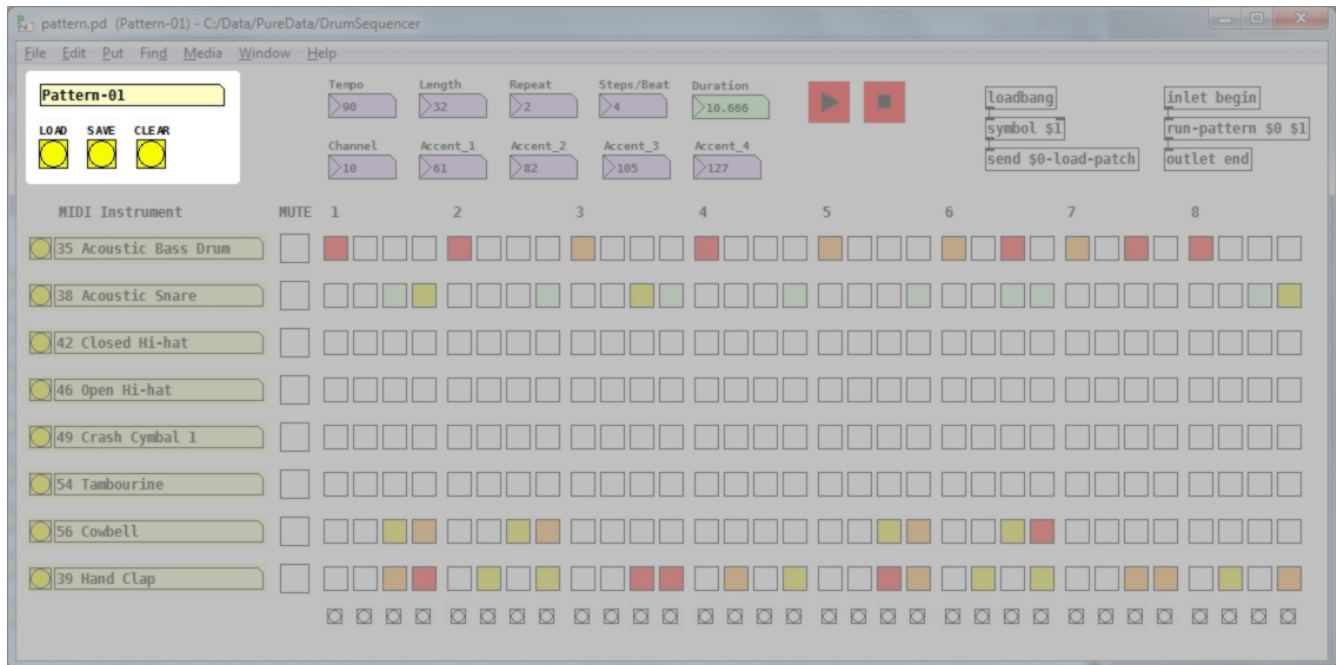 pattern.pd (Pattern-01) - C:/Data/PureData/DrumSequencer
File Edit Put Find Media Window Help
Pattern-01
LOAD SAVE CLEAR
Tempo Length Repeat Steps/Beat Duration
90 32 2 4 10.666
Channel Accent_1 Accent_2 Accent_3 Accent_4
10 61 82 105 127
loadbang
symbol $1
send $0-load-patch
inlet begin
run-pattern $0 $1
outlet end
MIDI Instrument MUTE 1 2 3 4 5 6 7 8
35 Acoustic Bass Drum
38 Acoustic Snare
42 Closed Hi-hat
46 Open Hi-hat
49 Crash Cymbal 1
54 Tambourine
56 Cowbell
39 Hand Clap